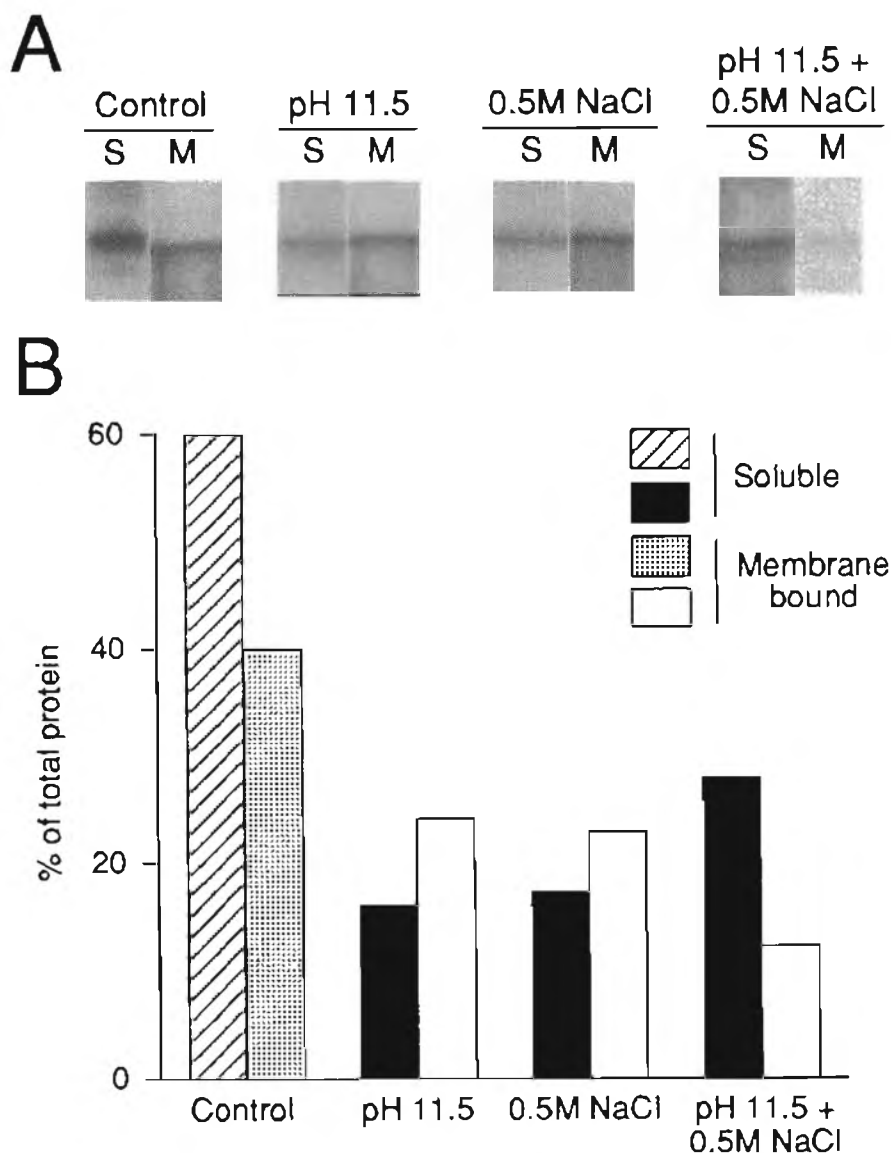 A
Control
pH 11.5
0.5M NaCl
pH 11.5 +
0.5M NaCl
S M
S M
S M
S M
B
60
40
20
0
% of total protein
Soluble
Membrane
bound
Control
pH 11.5
0.5M NaCl
pH 11.5 +
0.5M NaCl